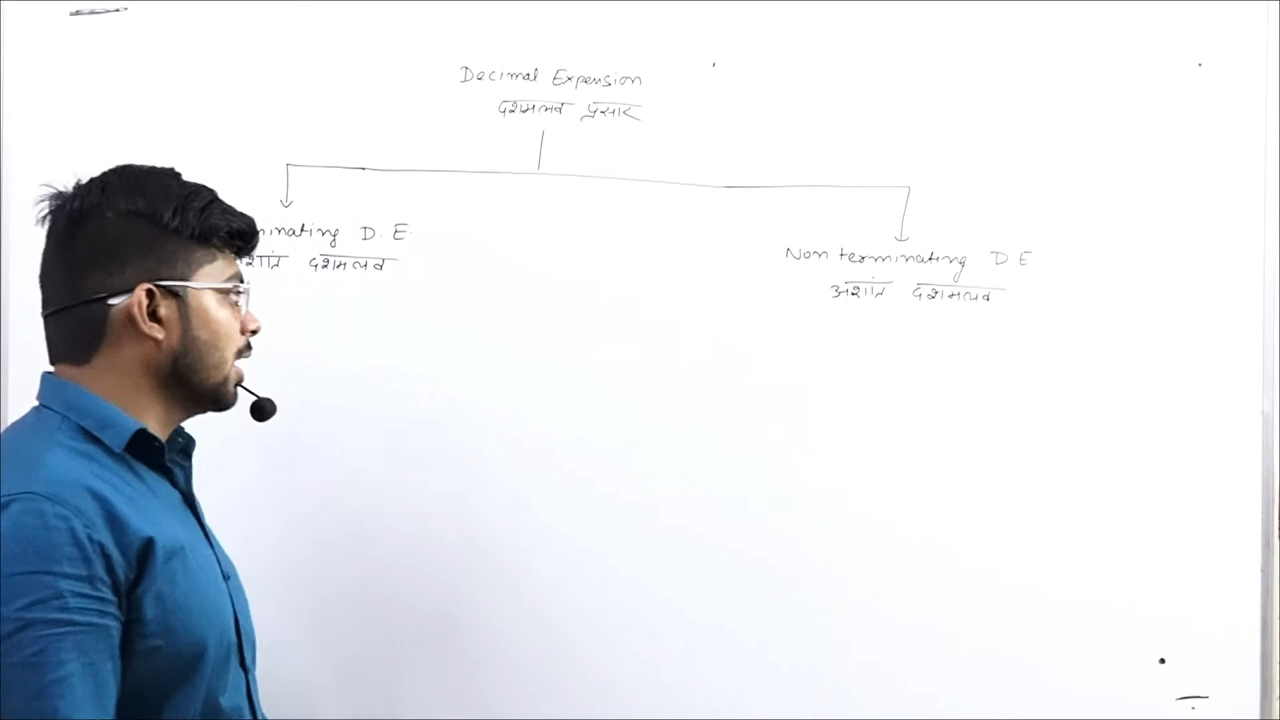 Decimal Expension
दशमलव प्रसार
minating D. E.
दशमलव
Non terminating D E
अशांत दशमलव